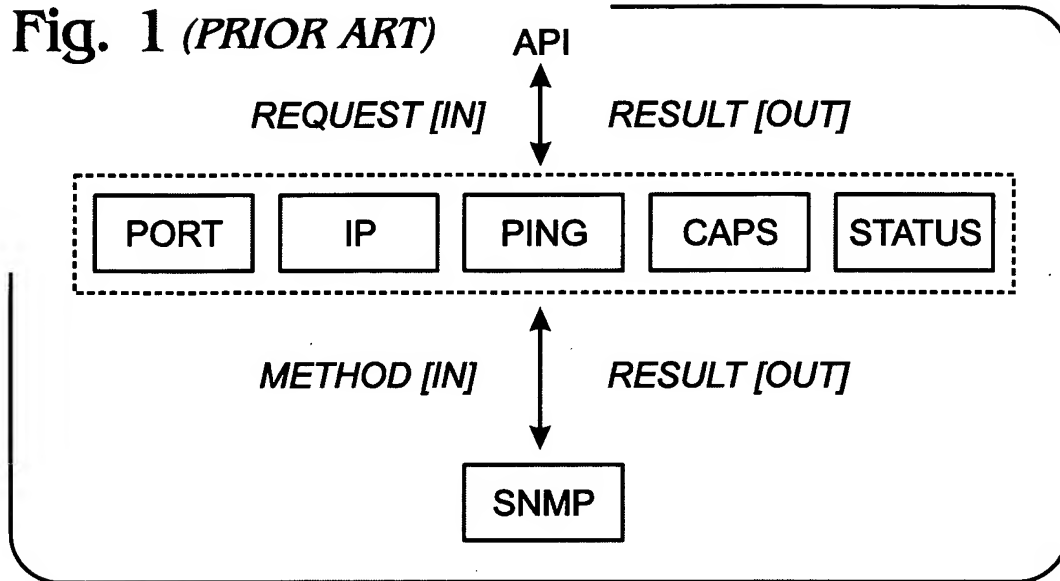 Fig. 1 (PRIOR ART)
API
REQUEST [IN] RESULT [OUT]
PORT IP PING CAPS STATUS
METHOD [IN] RESULT [OUT]
SNMP